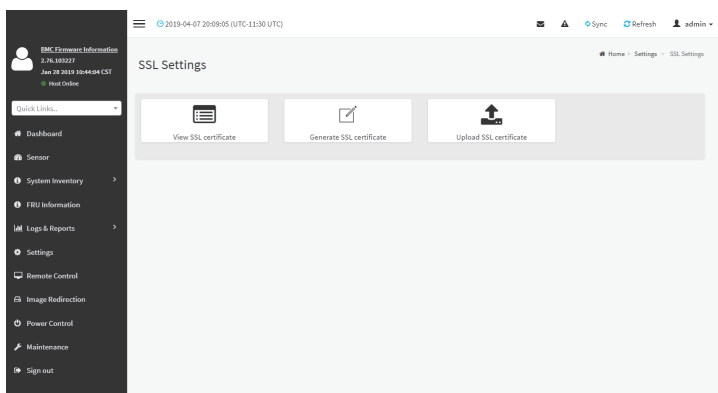 2019-04-07 20:09:05 (UTC-11:30 UTC)
Sync
Refresh
admin
BMC Firmware Information
2.76.103227
Jan 28 2019 10:44:04 CST
Host Online
Quick Links..
Dashboard
Sensor
System Inventory
FRU Information
Logs & Reports
Settings
Remote Control
Image Redirection
Power Control
Maintenance
Sign out
SSL Settings
Home > Settings > SSL Settings
View SSL certificate
Generate SSL certificate
Upload SSL certificate